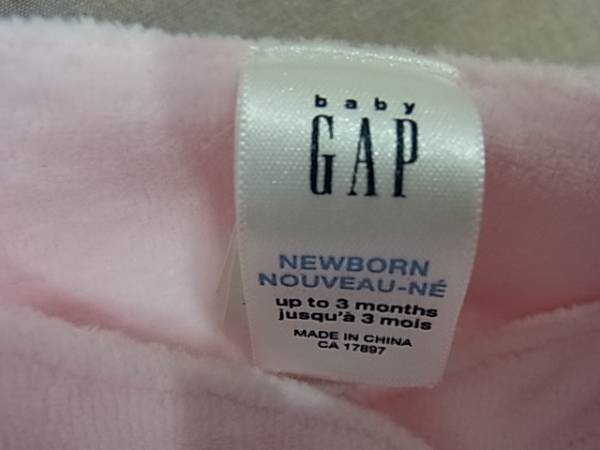 baby
GAP
NEWBORN
NOUVEAU-NÉ
up to 3 months
jusqu'à 3 mois
MADE IN CHINA
CA 17897